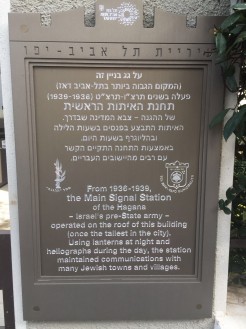 עיריית תל אביב-יפו
על גג בניין זה
(המקום הגבוה ביותר בתל-אביב דאז)
פעלה בשנים תרצ"ו-תרצ"ט (1936-1939)
תחנת האיתות הראשית
של ההגנה - צבא המדינה שבדרך.
האיתות התבצע בפנסים בשעות הלילה
ובהליוגרף בשעות היום.
באמצעות התחנה התקיים הקשר
עם רבים מהיישובים העבריים.
From 1936-1939,
the Main Signal Station
of the Hagana
- Israel's pre-State army -
operated on the roof of this building
(once the tallest in the city).
Using lanterns at night and
heliographs during the day, the station
maintained communications with
many Jewish towns and villages.